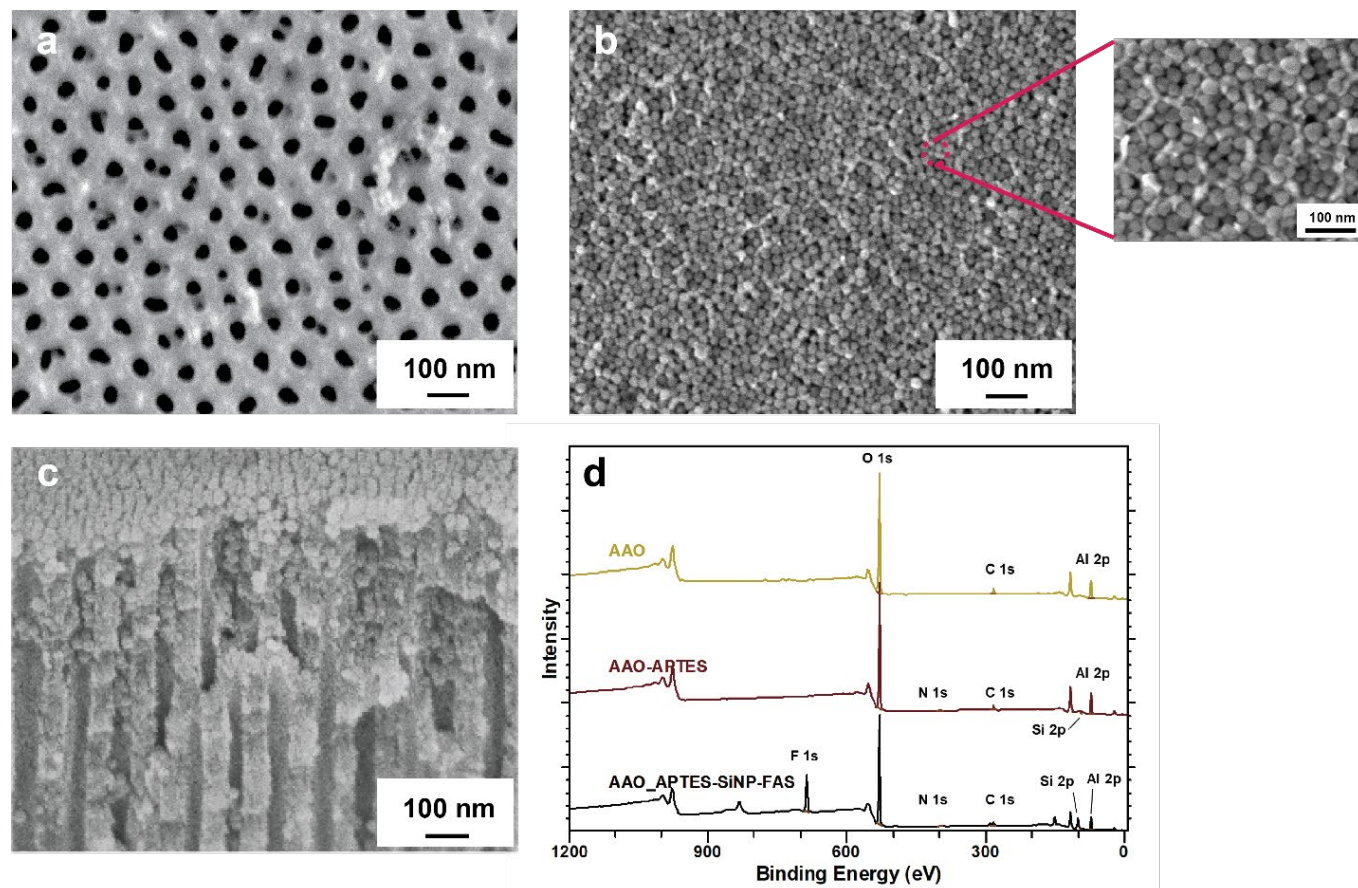 a
100 nm
b
100 nm
100 nm
c
100 nm
d
O 1s
AAO
C 1s
Al 2p
AAO-APTES
N 1s
C 1s
Al 2p
Si 2p
F 1s
AAO_APTES-SiNP-FAS
N 1s
C 1s
Si 2p
Al 2p
Intensity
1200
900
600
300
0
Binding Energy (eV)